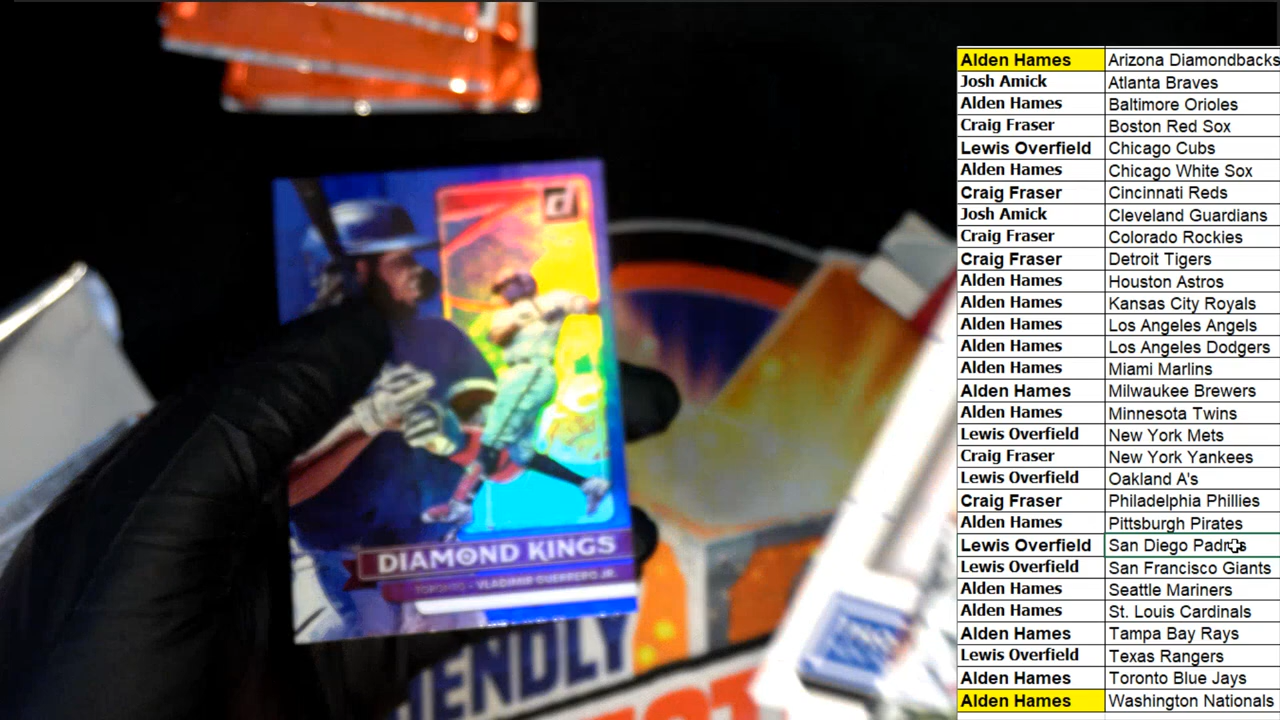 d
DIAMOND KINGS
TORONTO • VLADIMIR GUERRERO JR.
ENDLY
Alden Hames Arizona Diamondbacks
Josh Amick Atlanta Braves
Alden Hames Baltimore Orioles
Craig Fraser Boston Red Sox
Lewis Overfield Chicago Cubs
Alden Hames Chicago White Sox
Craig Fraser Cincinnati Reds
Josh Amick Cleveland Guardians
Craig Fraser Colorado Rockies
Craig Fraser Detroit Tigers
Alden Hames Houston Astros
Alden Hames Kansas City Royals
Alden Hames Los Angeles Angels
Alden Hames Los Angeles Dodgers
Alden Hames Miami Marlins
Alden Hames Milwaukee Brewers
Alden Hames Minnesota Twins
Lewis Overfield New York Mets
Craig Fraser New York Yankees
Lewis Overfield Oakland A's
Craig Fraser Philadelphia Phillies
Alden Hames Pittsburgh Pirates
Lewis Overfield San Diego Padres
Lewis Overfield San Francisco Giants
Alden Hames Seattle Mariners
Alden Hames St. Louis Cardinals
Alden Hames Tampa Bay Rays
Lewis Overfield Texas Rangers
Alden Hames Toronto Blue Jays
Alden Hames Washington Nationals